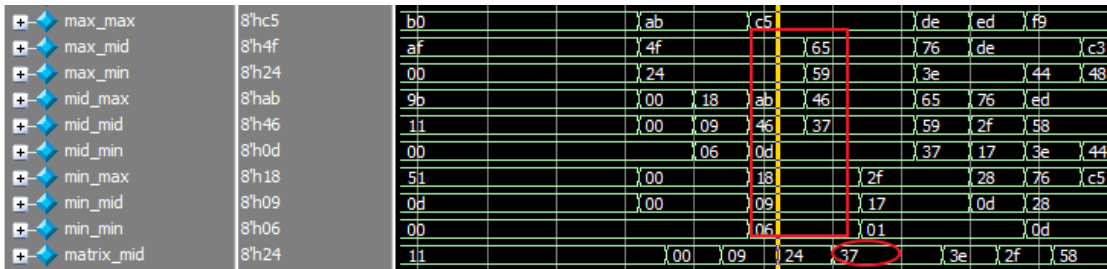 max_max 8'hc5 b0 ab c5 de ed f9
max_mid 8'h4f af 4f 65 76 de c3
max_min 8'h24 00 24 59 3e 44 48
mid_max 8'hab 9b 00 18 ab 46 65 76 ed
mid_mid 8'h46 11 00 09 46 37 59 2f 58
mid_min 8'h0d 00 06 0d 37 17 3e 44
min_max 8'h18 51 00 18 2f 28 76 c5
min_mid 8'h09 0d 00 09 17 0d 28
min_min 8'h06 00 06 01 0d
matrix_mid 8'h24 11 00 09 24 37 3e 2f 58